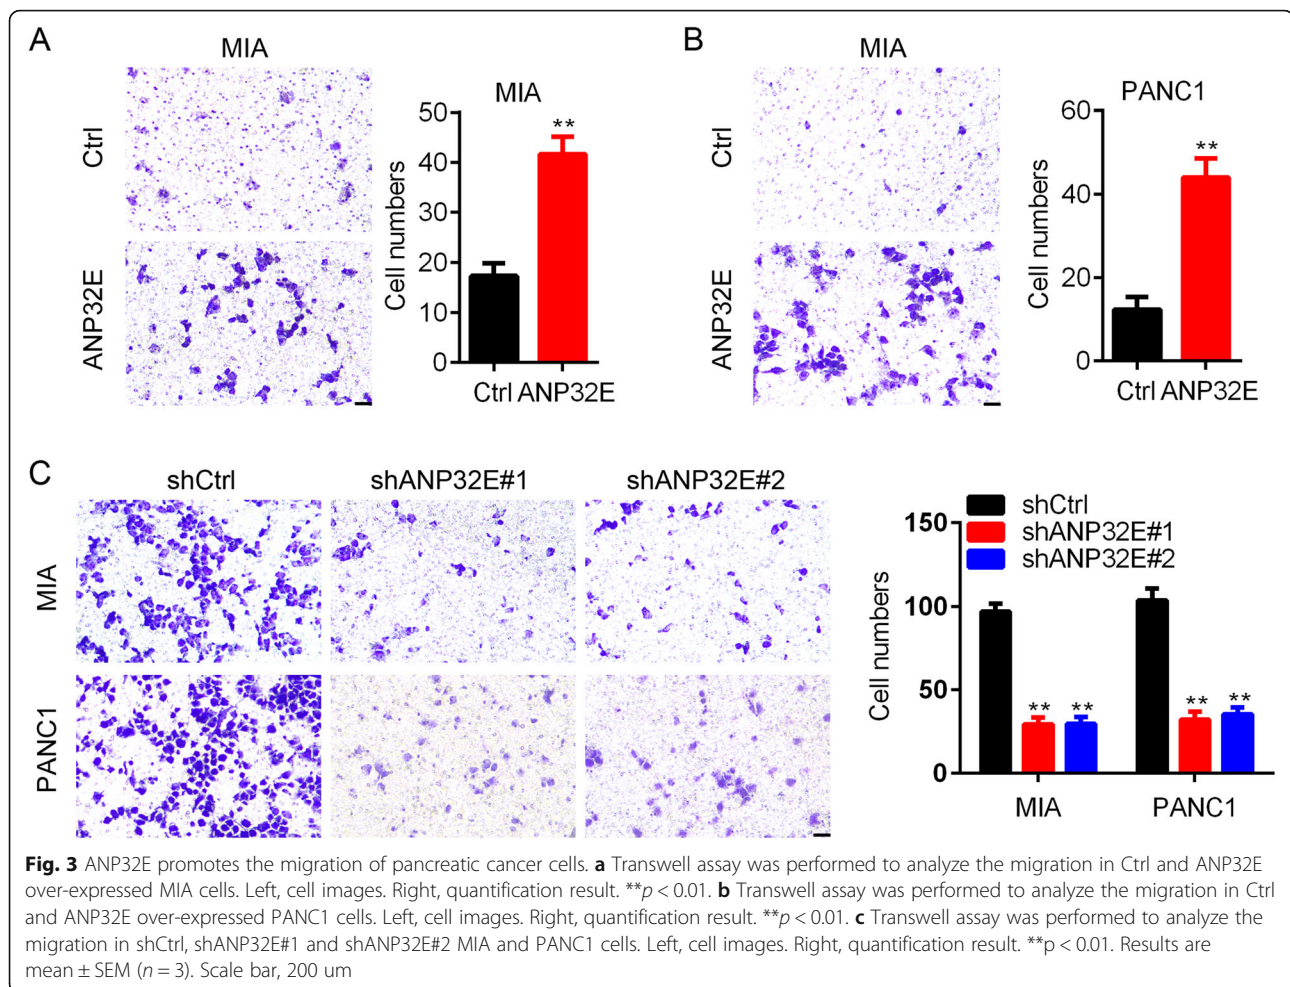 A
MIA
Ctrl
ANP32E
MIA
Cell numbers
50
40
30
20
10
0
**
Ctrl ANP32E
B
MIA
Ctrl
ANP32E
PANC1
Cell numbers
60
40
20
0
**
Ctrl ANP32E
C
shCtrl
shANP32E#1
shANP32E#2
MIA
PANC1
shCtrl
shANP32E#1
shANP32E#2
Cell numbers
150
100
50
0
** **
** **
MIA
PANC1
Fig. 3 ANP32E promotes the migration of pancreatic cancer cells. a Transwell assay was performed to analyze the migration in Ctrl and ANP32E
over-expressed MIA cells. Left, cell images. Right, quantification result. **p < 0.01. b Transwell assay was performed to analyze the migration in Ctrl
and ANP32E over-expressed PANC1 cells. Left, cell images. Right, quantification result. **p < 0.01. c Transwell assay was performed to analyze the
migration in shCtrl, shANP32E#1 and shANP32E#2 MIA and PANC1 cells. Left, cell images. Right, quantification result. **p < 0.01. Results are
mean ± SEM (n = 3). Scale bar, 200 um